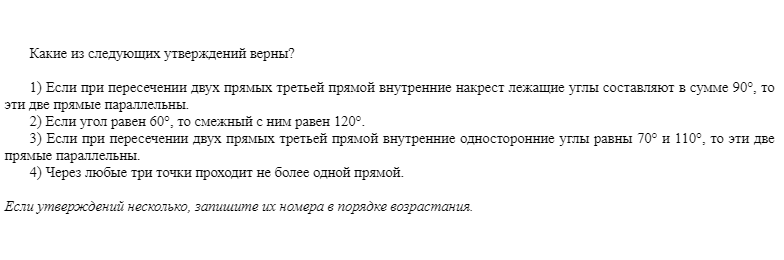 Какие из следующих утверждений верны?
1) Если при пересечении двух прямых третьей прямой внутренние накрест лежащие углы составляют в сумме 90°, то
эти две прямые параллельны.
2) Если угол равен 60°, то смежный с ним равен 120°.
3) Если при пересечении двух прямых третьей прямой внутренние односторонние углы равны 70° и 110°, то эти две
прямые параллельны.
4) Через любые три точки проходит не более одной прямой.
Если утверждений несколько, запишите их номера в порядке возрастания.